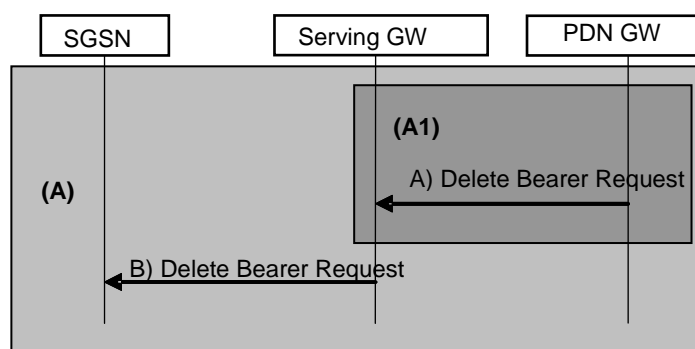 SGSN
Serving GW
PDN GW
(A1)
(A)
A) Delete Bearer Request
B) Delete Bearer Request